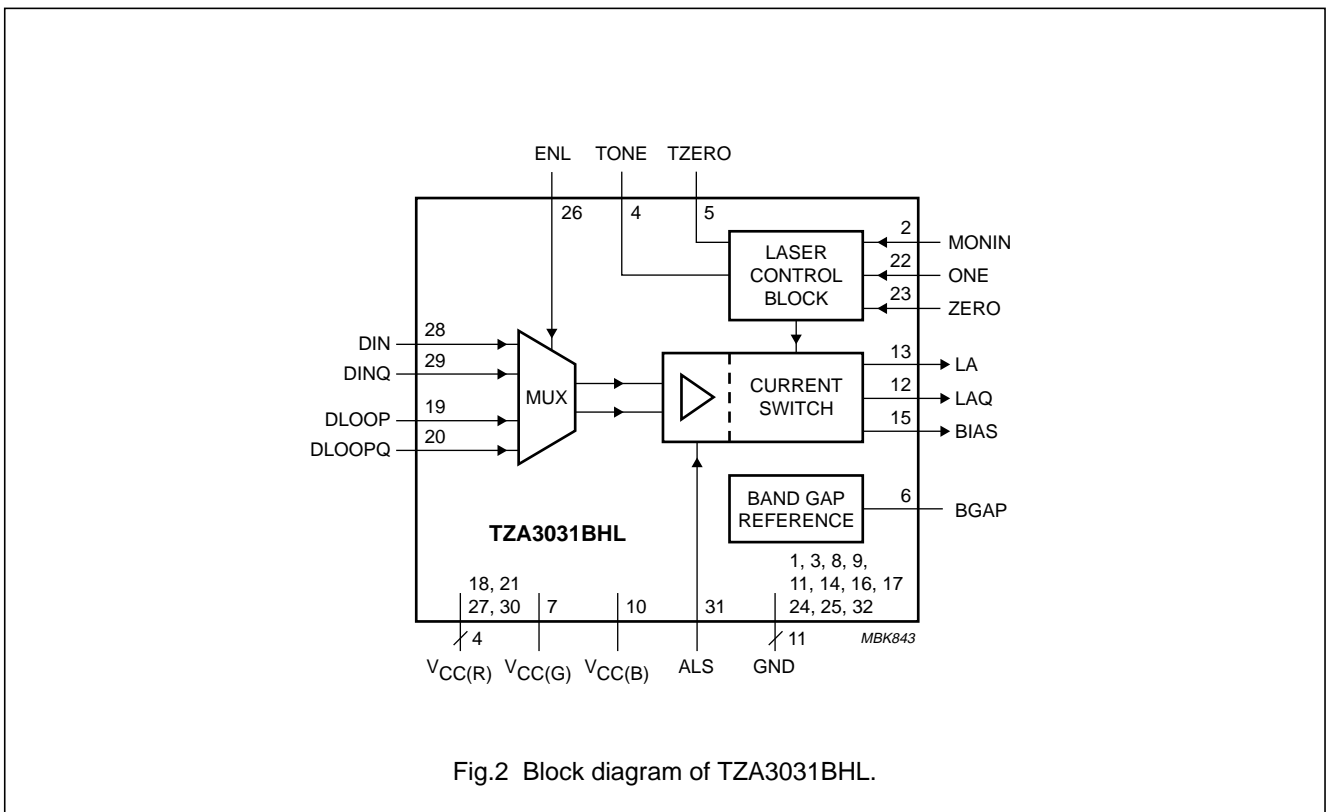 ENL TONE TZERO
26 4 5
2 MONIN
22 ONE
23 ZERO
LASER
CONTROL
BLOCK
DIN 28
DINQ 29
DLOOP 19
DLOOPQ 20
MUX
CURRENT
SWITCH
13 LA
12 LAQ
15 BIAS
BAND GAP
REFERENCE
6 BGAP
TZA3031BHL
18, 21
27, 30
7
10
31
1, 3, 8, 9,
11, 14, 16, 17
24, 25, 32
4
11
MBK843
VCC(R) VCC(G) VCC(B) ALS GND
Fig.2 Block diagram of TZA3031BHL.